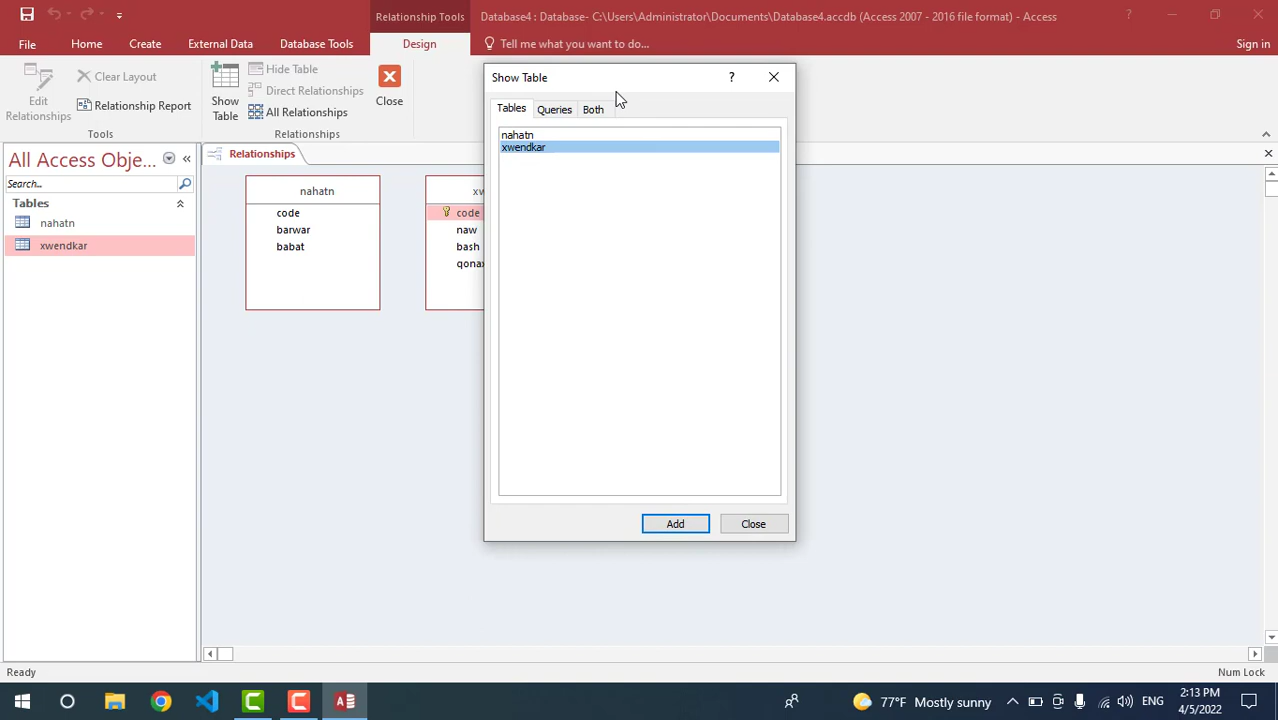 Relationship Tools
Database4 : Database- C:\Users\Administrator\Documents\Database4.accdb (Access 2007 - 2016 file format) - Access
File
Home
Create
External Data
Database Tools
Design
Tell me what you want to do...
Sign in
Edit
Relationships
Clear Layout
Relationship Report
Tools
Show
Table
Hide Table
Direct Relationships
All Relationships
Relationships
Close
Show Table
?
Tables
Queries
Both
nahatn
xwendkar
Add
Close
All Access Obje...
Search...
Tables
nahatn
xwendkar
Relationships
nahatn
code
barwar
babat
code
naw
bash
Ready
Num Lock
77°F Mostly sunny
ENG
2:13 PM
4/5/2022